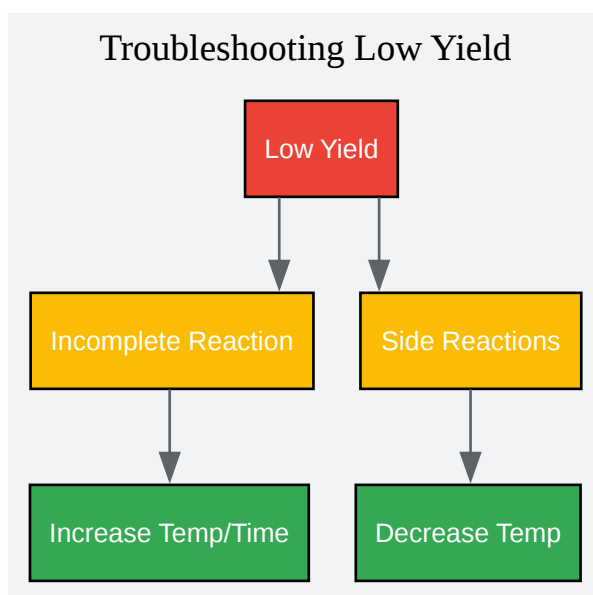 Troubleshooting Low Yield
Low Yield
Incomplete Reaction
Side Reactions
Increase Temp/Time
Decrease Temp